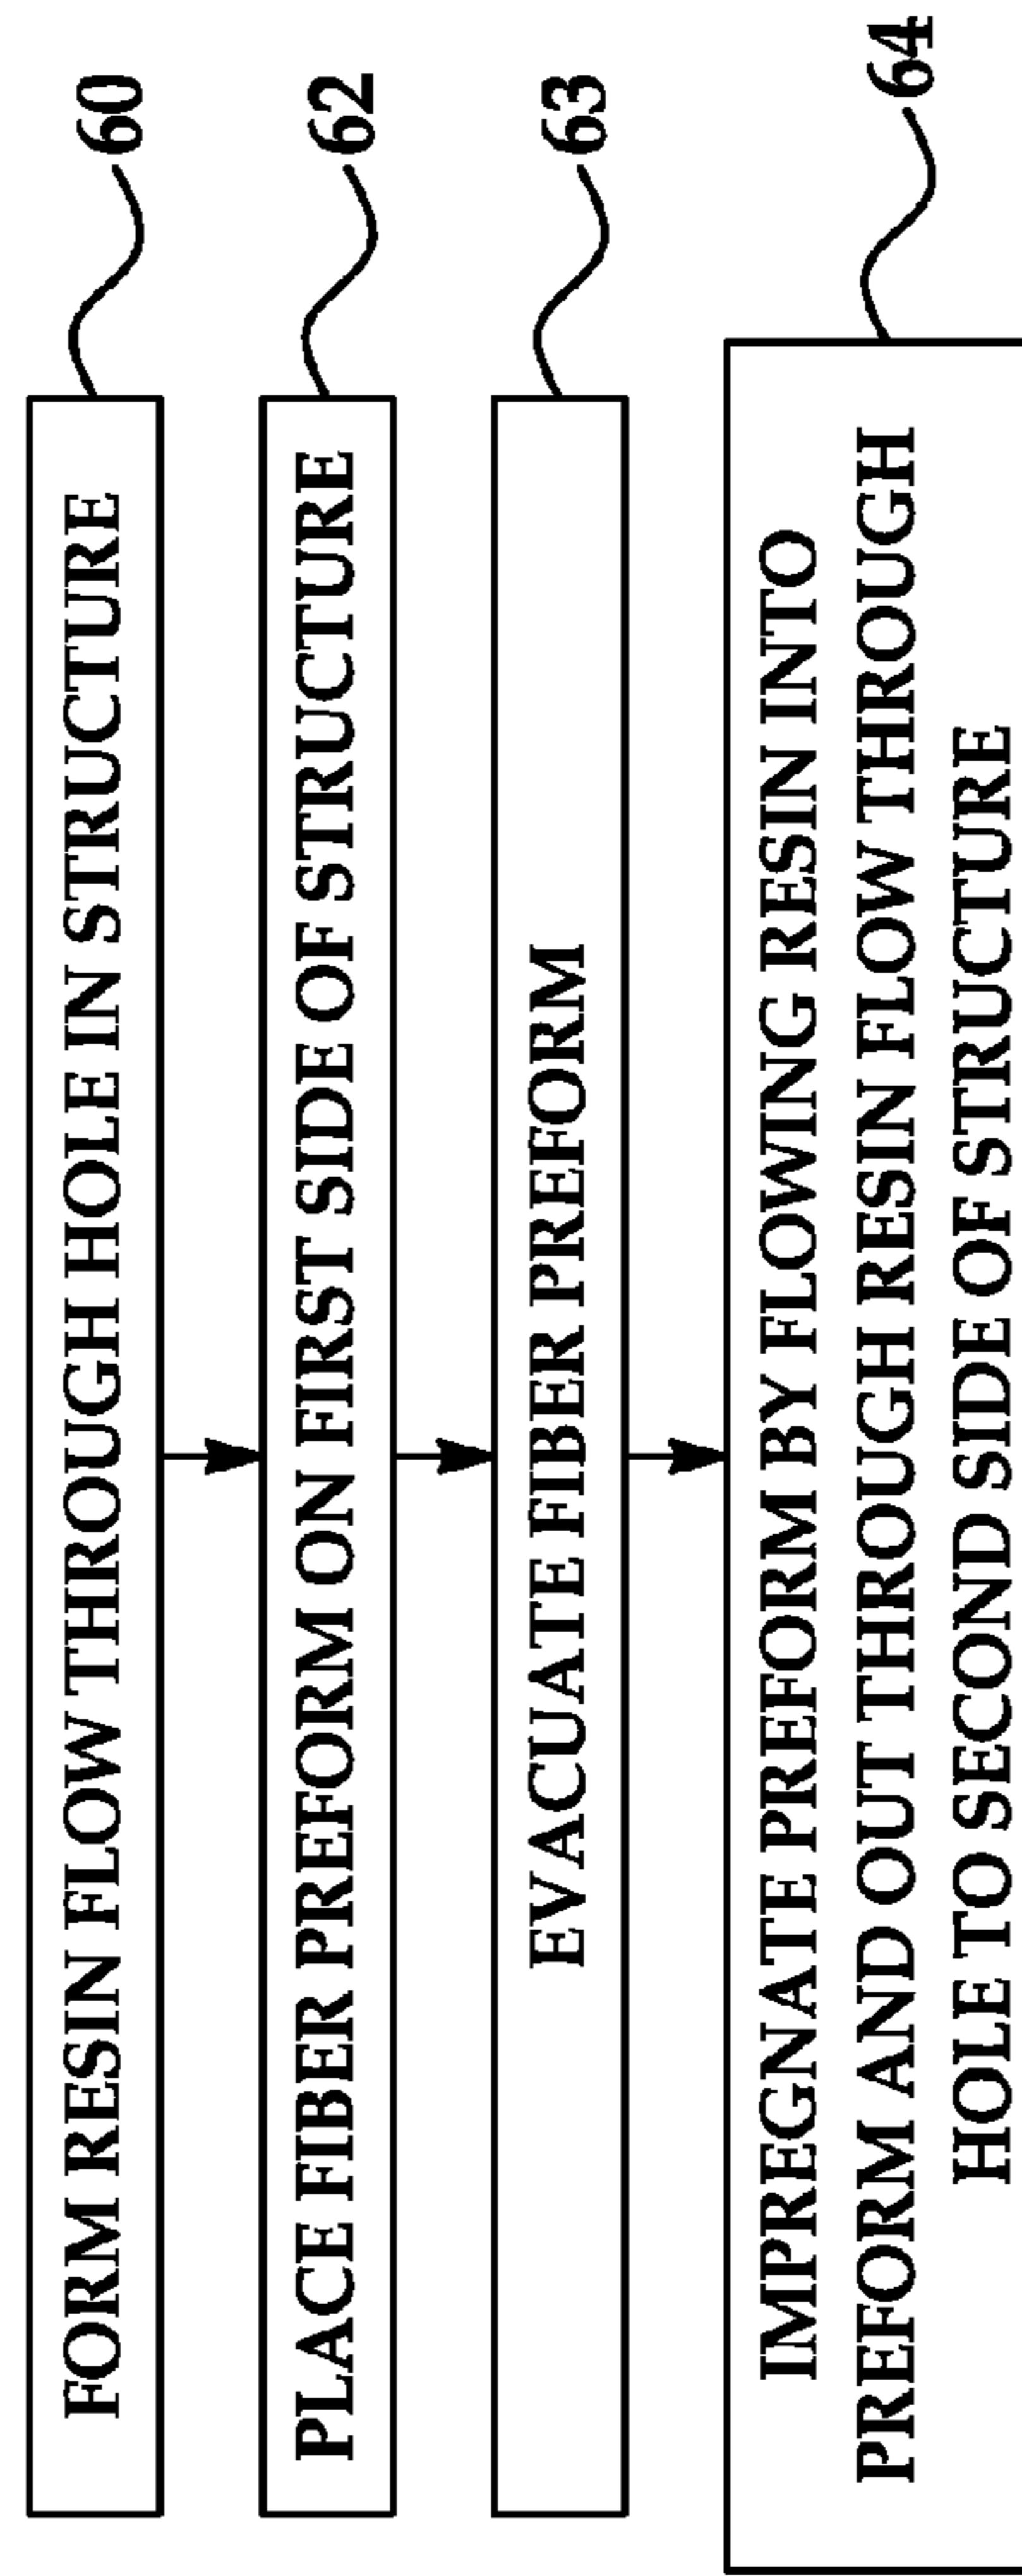 FORM RESIN FLOW THROUGH HOLE IN STRUCTURE
60
PLACE FIBER PREFORM ON FIRST SIDE OF STRUCTURE
62
EVACUATE FIBER PREFORM
63
IMPREGNATE PREFORM BY FLOWING RESIN INTO
PREFORM AND OUT THROUGH RESIN FLOW THROUGH
HOLE TO SECOND SIDE OF STRUCTURE
64